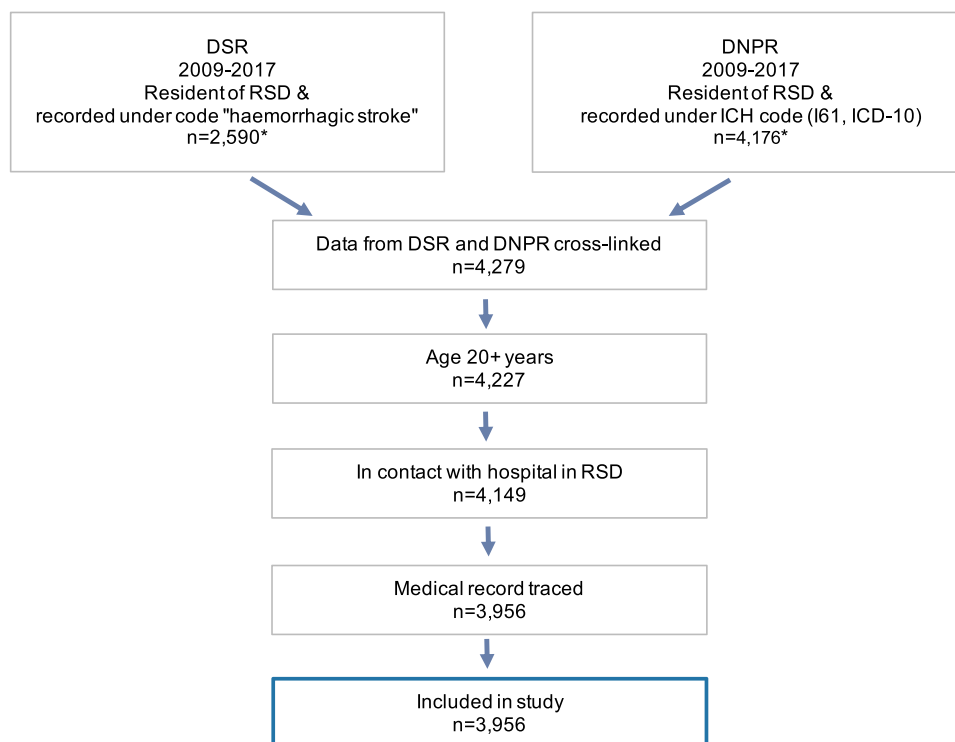 DSR
2009-2017
Resident of RSD &
recorded under code "haemorrhagic stroke"
n=2,590*
DNPR
2009-2017
Resident of RSD &
recorded under ICH code (I61, ICD-10)
n=4,176*
Data from DSR and DNPR cross-linked
n=4,279
Age 20+ years
n=4,227
In contact with hospital in RSD
n=4,149
Medical record traced
n=3,956
Included in study
n=3,956